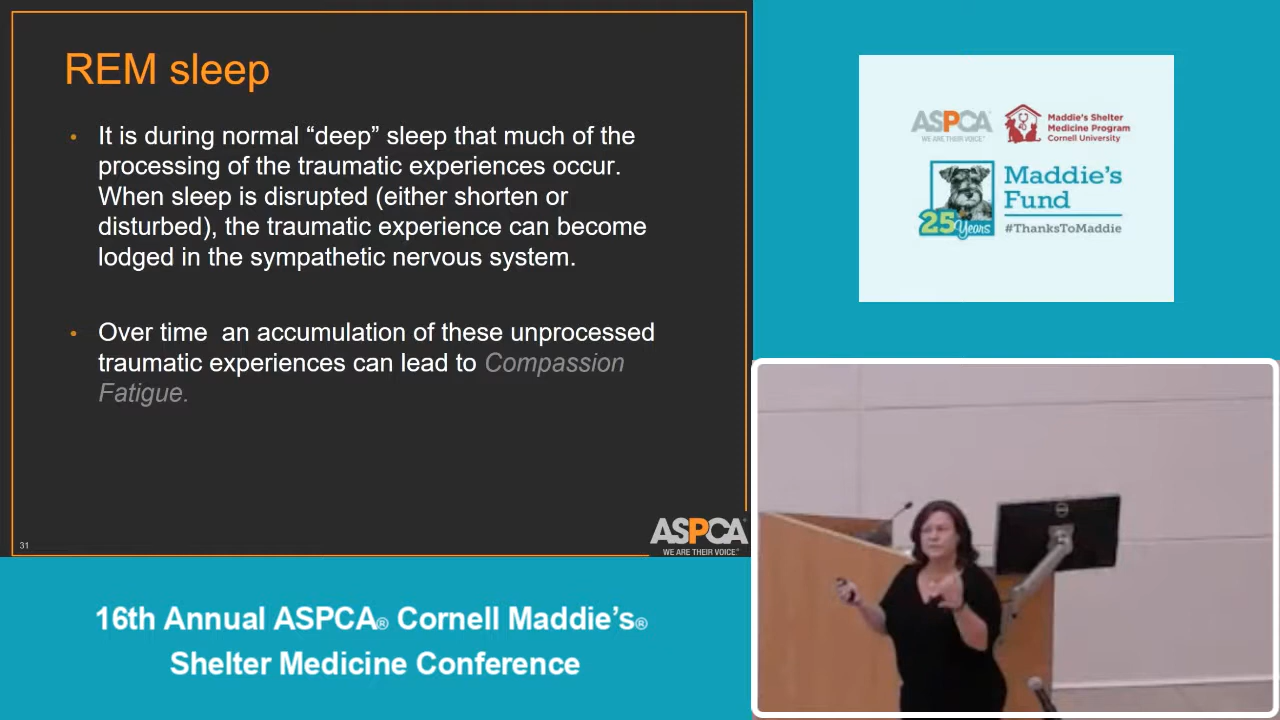 REM sleep
• It is during normal “deep” sleep that much of the
processing of the traumatic experiences occur.
When sleep is disrupted (either shorten or
disturbed), the traumatic experience can become
lodged in the sympathetic nervous system.
• Over time  an accumulation of these unprocessed
traumatic experiences can lead to Compassion
Fatigue.
31
ASPCA®
WE ARE THEIR VOICE.®
16th Annual ASPCA® Cornell Maddie’s®
Shelter Medicine Conference
ASPCA®
WE ARE THEIR VOICE.®
Maddie's Shelter
Medicine Program
Cornell University
Maddie's
Fund
25 Years
#ThanksToMaddie
DELL